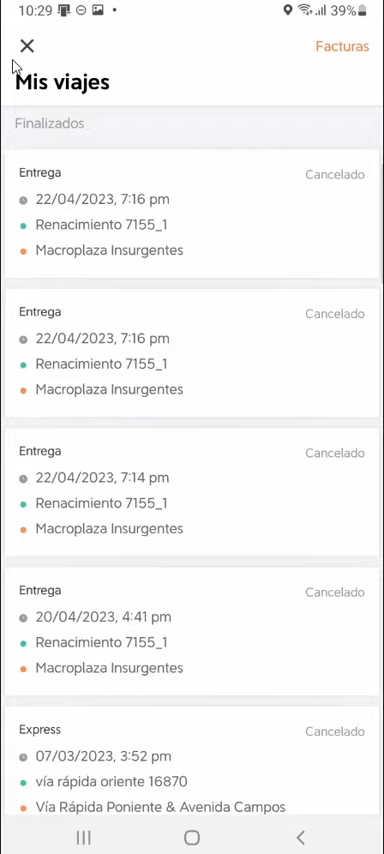 10:29
39%
Facturas
Mis viajes
Finalizados
Entrega
Cancelado
22/04/2023, 7:16 pm
Renacimiento 7155_1
Macroplaza Insurgentes
Entrega
Cancelado
22/04/2023, 7:16 pm
Renacimiento 7155_1
Macroplaza Insurgentes
Entrega
Cancelado
22/04/2023, 7:14 pm
Renacimiento 7155_1
Macroplaza Insurgentes
Entrega
Cancelado
20/04/2023, 4:41 pm
Renacimiento 7155_1
Macroplaza Insurgentes
Express
Cancelado
07/03/2023, 3:52 pm
vía rápida oriente 16870
Vía Rápida Poniente & Avenida Campos